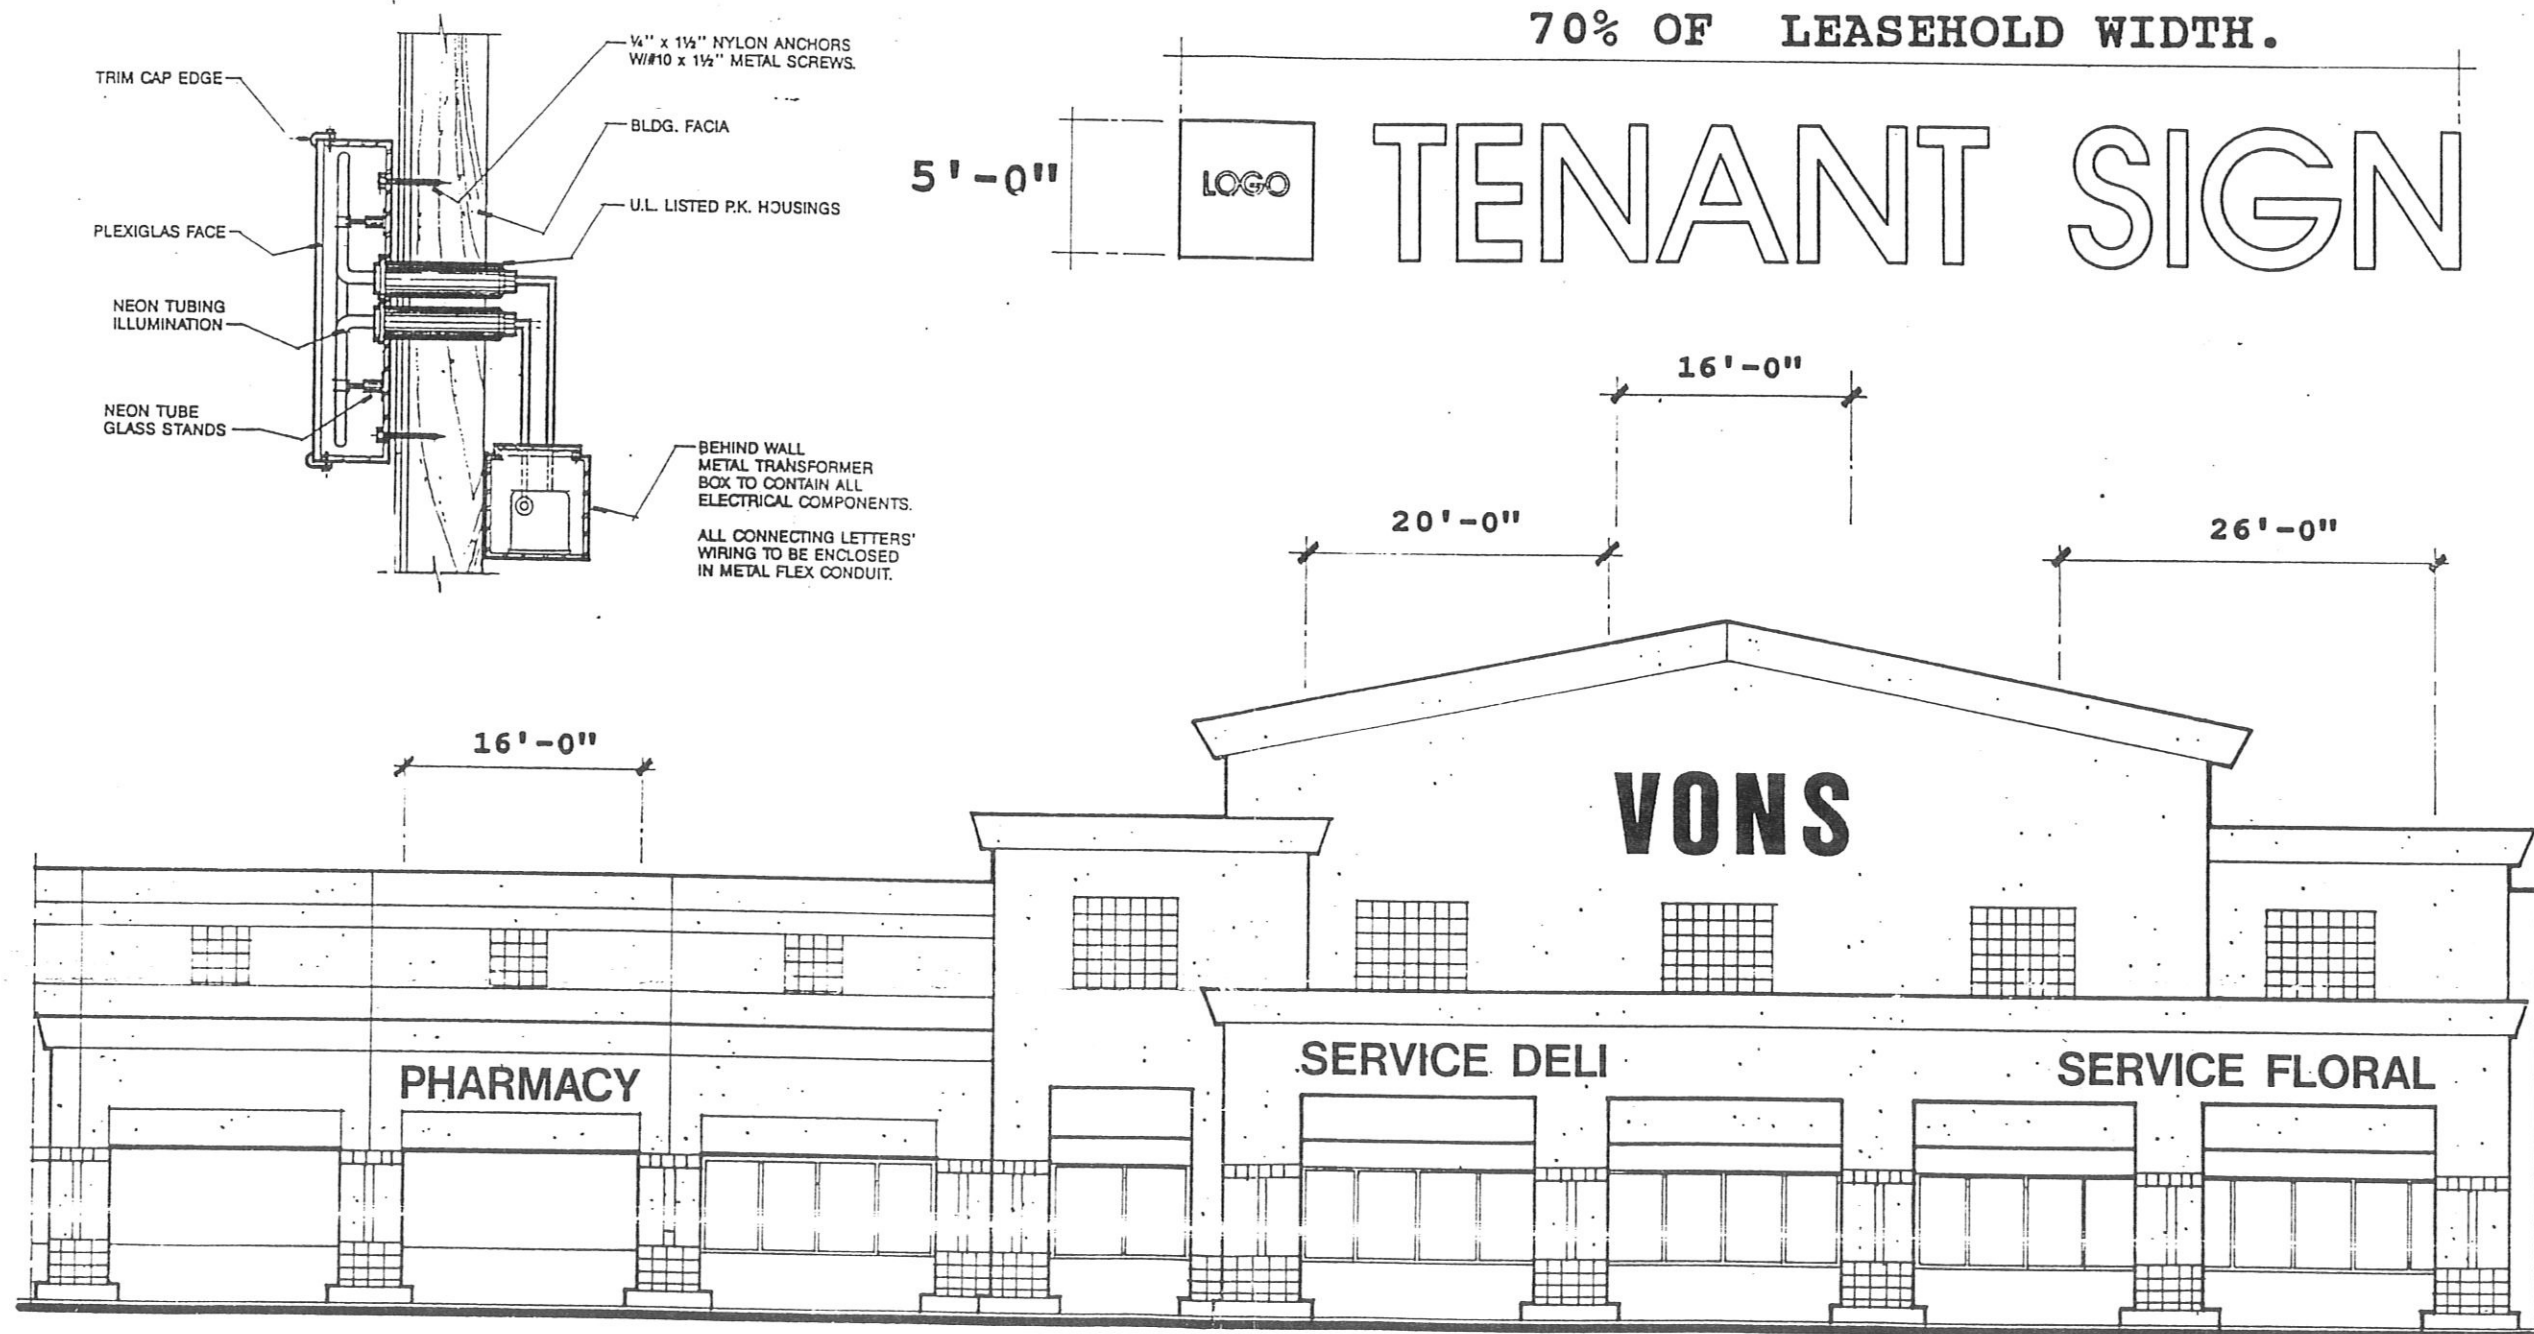 70% OF LEASEHOLD WIDTH.
¼" x 1½" NYLON ANCHORS
W/#10 x 1½" METAL SCREWS.
TRIM CAP EDGE
BLDG. FACIA
5'-0"
LOGO
TENANT SIGN
U.L. LISTED P.K. HOUSINGS
PLEXIGLAS FACE
NEON TUBING
ILLUMINATION
16'-0"
NEON TUBE
GLASS STANDS
BEHIND WALL
METAL TRANSFORMER
BOX TO CONTAIN ALL
ELECTRICAL COMPONENTS.
ALL CONNECTING LETTERS'
WIRING TO BE ENCLOSED
IN METAL FLEX CONDUIT.
20'-0"
26'-0"
16'-0"
VONS
PHARMACY
SERVICE DELI
SERVICE FLORAL